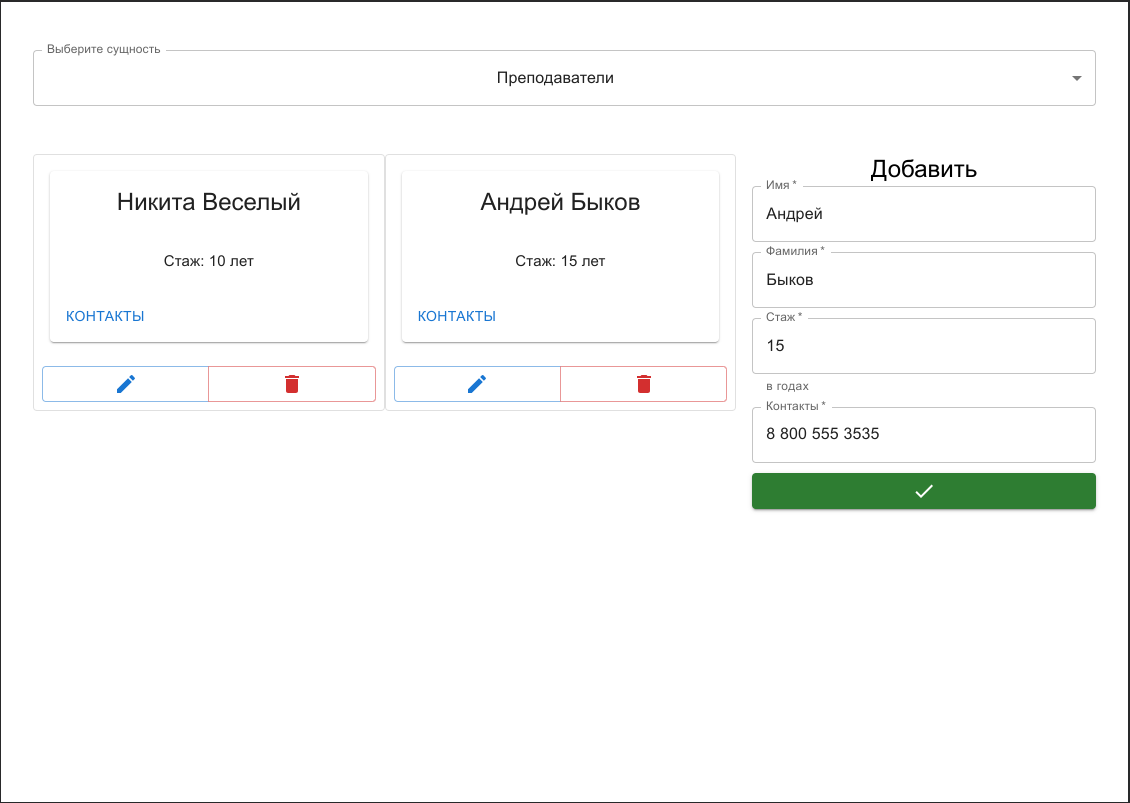 Выберите сущность
Преподаватели
Никита Веселый
Стаж: 10 лет
КОНТАКТЫ
Андрей Быков
Стаж: 15 лет
КОНТАКТЫ
Добавить
Имя *
Андрей
Фамилия *
Быков
Стаж *
15
в годах
Контакты *
8 800 555 3535